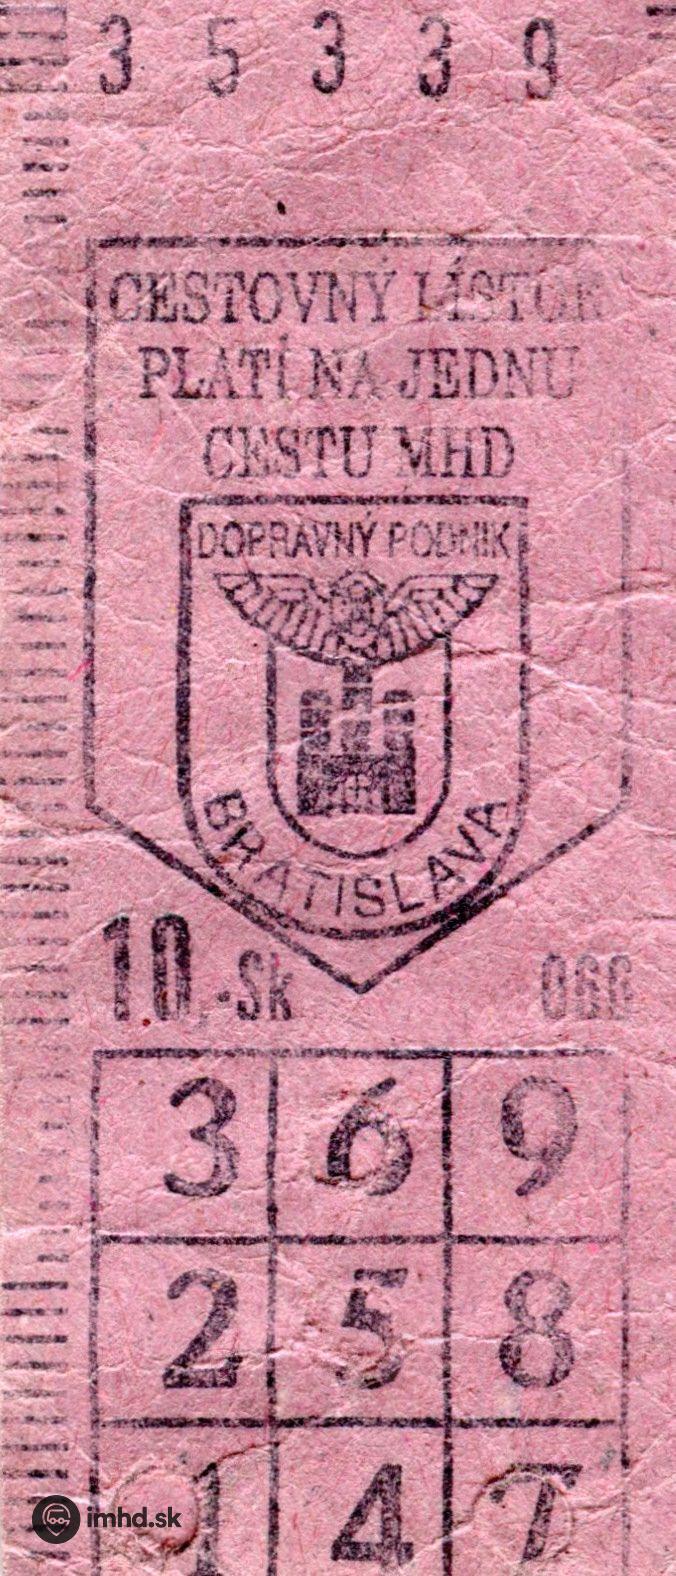 3 5 3 3 9
CESTOVNÝ LÍSTOK
PLATÍ NA JEDNU
CESTU MHD
DOPRAVNÝ PODNIK
BRATISLAVA
10,-Sk 066
3 6 9
2 5 8
1 4 7
imhd.sk